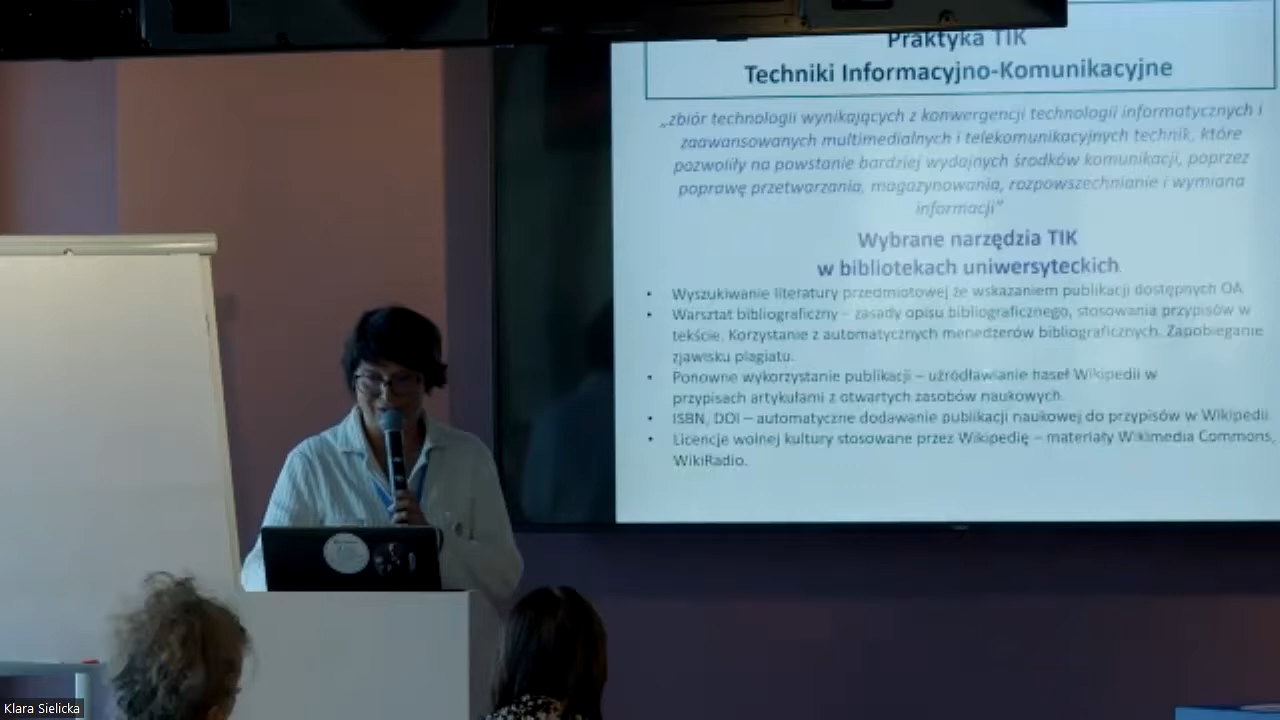 Praktyka TIK
Techniki Informacyjno-Komunikacyjne
„zbiór technologii wynikających z konwergencji technologii informatycznych i
zaawansowanych multimedialnych i telekomunikacyjnych technik, które
pozwoliły na powstanie bardziej wydajnych środków komunikacji, poprzez
poprawę przetwarzania, magazynowania, rozpowszechnianie i wymiana
informacji”
Wybrane narzędzia TIK
w bibliotekach uniwersyteckich
• Wyszukiwanie literatury przedmiotowej ze wskazaniem publikacji dostępnych OA
• Warsztat bibliograficzny – zasady opisu bibliograficznego, stosowania przypisów w
tekście. Korzystanie z automatycznych menedżerów bibliograficznych. Zapobieganie
zjawisku plagiatu.
• Ponowne wykorzystanie publikacji – uźródławianie haseł Wikipedii w
przypisach artykułami z otwartych zasobów naukowych.
• ISBN, DOI – automatyczne dodawanie publikacji naukowej do przypisów w Wikipedii
• Licencje wolnej kultury stosowane przez Wikipedię – materiały Wikimedia Commons,
WikiRadio.
Klara Sielicka